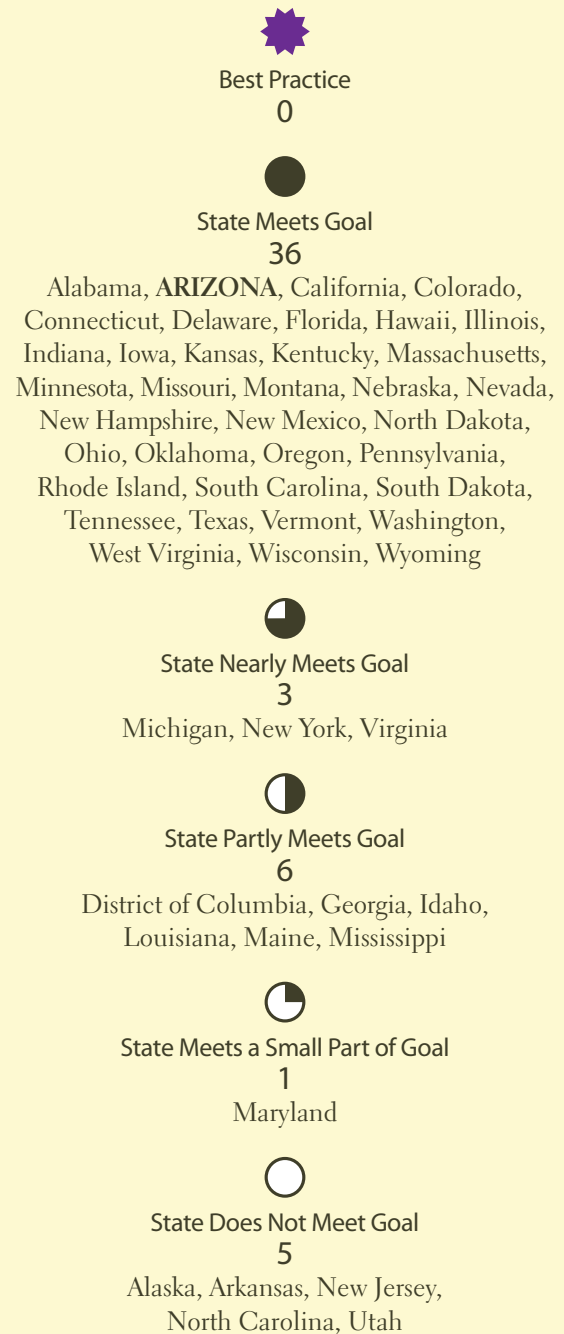 Best Practice
0
State Meets Goal
36
Alabama, ARIZONA, California, Colorado,
Connecticut, Delaware, Florida, Hawaii, Illinois,
Indiana, Iowa, Kansas, Kentucky, Massachusetts,
Minnesota, Missouri, Montana, Nebraska, Nevada,
New Hampshire, New Mexico, North Dakota,
Ohio, Oklahoma, Oregon, Pennsylvania,
Rhode Island, South Carolina, South Dakota,
Tennessee, Texas, Vermont, Washington,
West Virginia, Wisconsin, Wyoming
State Nearly Meets Goal
3
Michigan, New York, Virginia
State Partly Meets Goal
6
District of Columbia, Georgia, Idaho,
Louisiana, Maine, Mississippi
State Meets a Small Part of Goal
1
Maryland
State Does Not Meet Goal
5
Alaska, Arkansas, New Jersey,
North Carolina, Utah